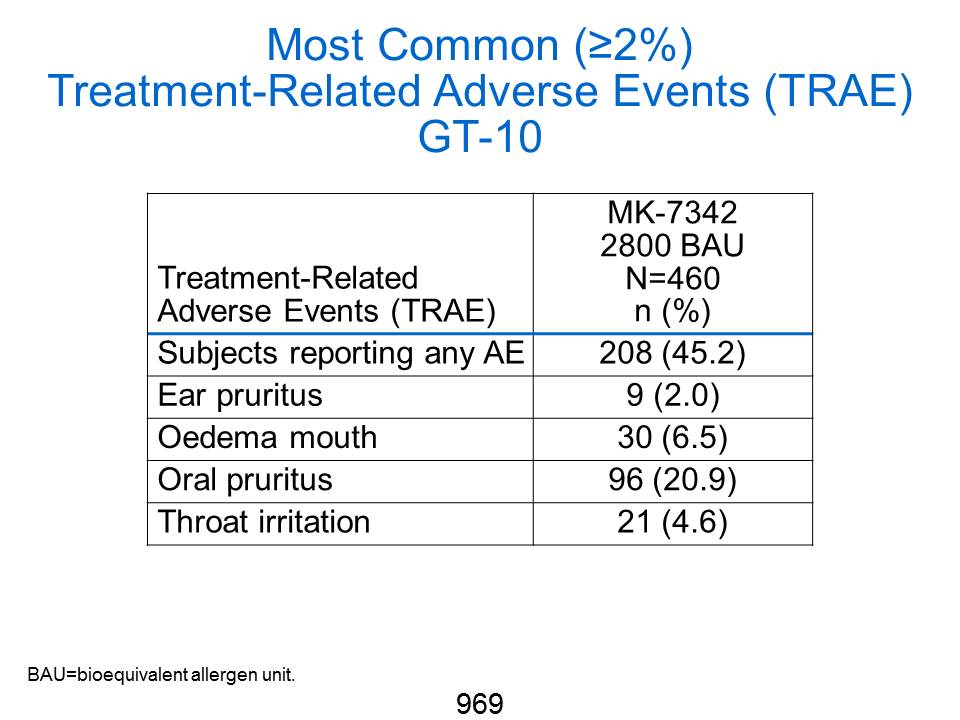 Most Common (≥2%)
Treatment-Related Adverse Events (TRAE)
GT-10
Treatment-Related
Adverse Events (TRAE)
MK-7342
2800 BAU
N=460
n (%)
Subjects reporting any AE 208 (45.2)
Ear pruritus 9 (2.0)
Oedema mouth 30 (6.5)
Oral pruritus 96 (20.9)
Throat irritation 21 (4.6)
BAU=bioequivalent allergen unit.
969